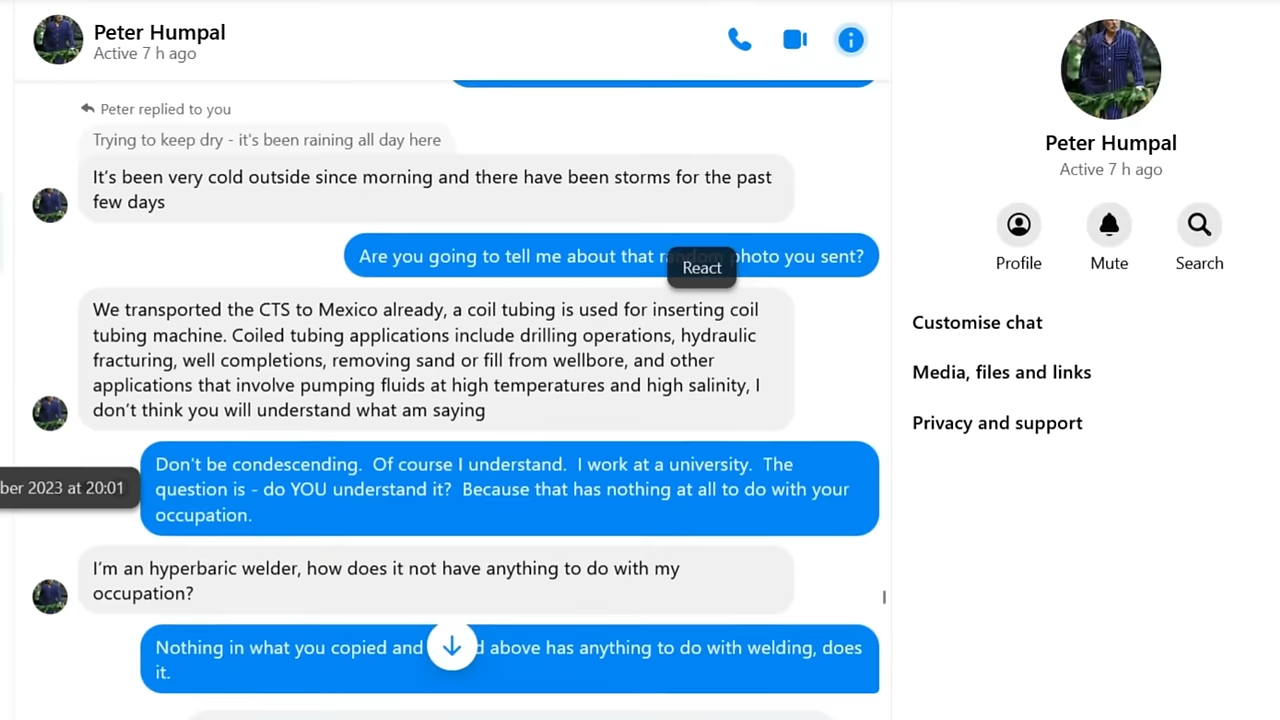 Peter Humpal
Active 7 h ago
Peter replied to you
Trying to keep dry - it's been raining all day here
It's been very cold outside since morning and there have been storms for the past
few days
Are you going to tell me about that photo you sent?
React
We transported the CTS to Mexico already, a coil tubing is used for inserting coil
tubing machine. Coiled tubing applications include drilling operations, hydraulic
fracturing, well completions, removing sand or fill from wellbore, and other
applications that involve pumping fluids at high temperatures and high salinity, I
don't think you will understand what am saying
Don't be condescending. Of course I understand. I work at a university. The
question is - do YOU understand it? Because that has nothing at all to do with your
occupation.
ber 2023 at 20:01
I'm an hyperbaric welder, how does it not have anything to do with my
occupation?
Nothing in what you copied and above has anything to do with welding, does
it.
Peter Humpal
Active 7 h ago
Profile
Mute
Search
Customise chat
Media, files and links
Privacy and support